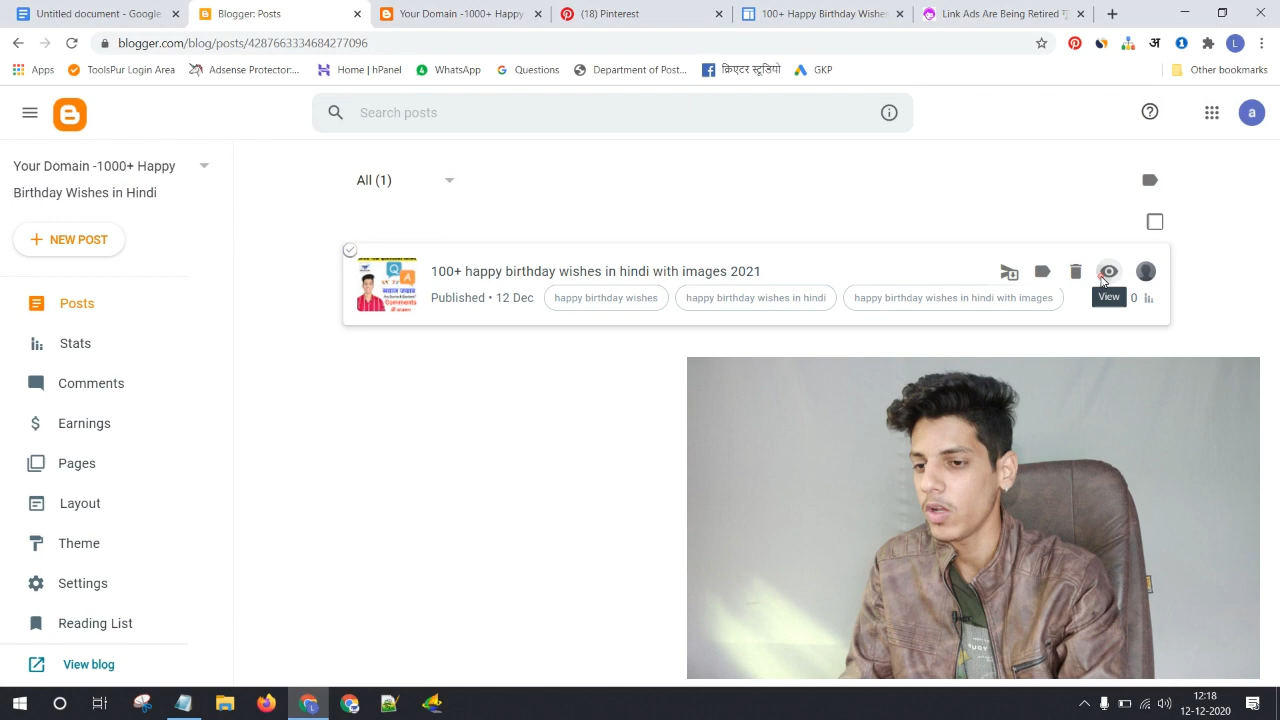 Untitled document - Google
Blogger: Posts
Your Domain -1000+ Happy
(18) Pinterest
100+ Happy Birthday Wishes
Link Ads Are Being Retired
blogger.com/blog/posts/4287663334684277096
अ
L
Apps
ToolsPur Login Area
Adsense Protector:...
Home | hPanel
WhatsApp
Questions
Department of Post...
क्रिएटर स्टूडियो
GKP
Other bookmarks
Search posts
a
Your Domain -1000+ Happy
Birthday Wishes in Hindi
NEW POST
Posts
Stats
Comments
Earnings
Pages
Layout
Theme
Settings
Reading List
View blog
All (1)
Q
A
सवाल जवाब
Comments
100+ happy birthday wishes in hindi with images 2021
Published • 12 Dec
happy birthday wishes
happy birthday wishes in hindi
happy birthday wishes in hindi with images
View
0
12:18
12-12-2020